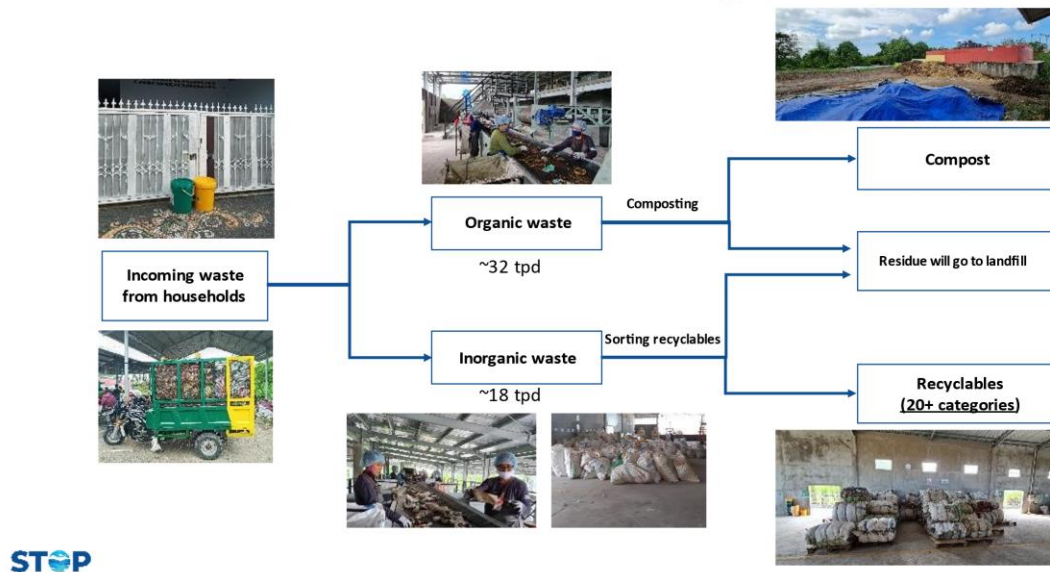 Incoming waste
from households
Organic waste
~32 tpd
Inorganic waste
~18 tpd
Composting
Sorting recyclables
Compost
Residue will go to landfill
Recyclables
(20+ categories)
STOP